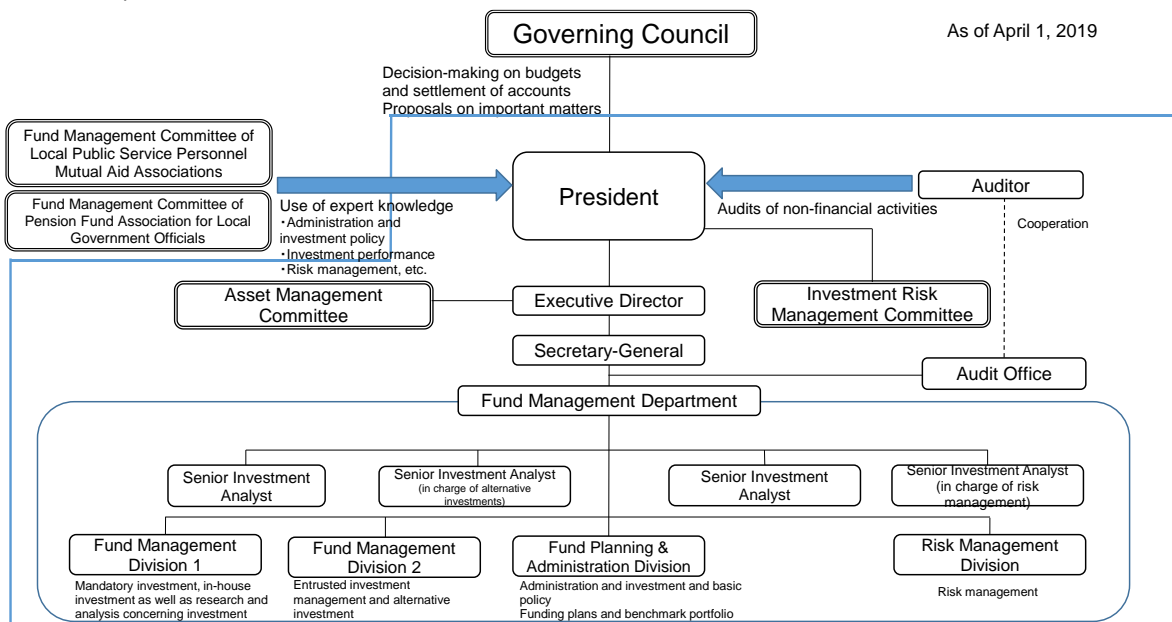 Governing Council
As of April 1, 2019
Decision-making on budgets
and settlement of accounts
Proposals on important matters
Fund Management Committee of
Local Public Service Personnel
Mutual Aid Associations
Fund Management Committee of
Pension Fund Association for Local
Government Officials
Use of expert knowledge
・Administration and
investment policy
・Investment performance
・Risk management, etc.
President
Auditor
Audits of non-financial activities
Cooperation
Asset Management
Committee
Executive Director
Investment Risk
Management Committee
Secretary-General
Audit Office
Fund Management Department
Senior Investment
Analyst
Senior Investment Analyst
(in charge of alternative
investments)
Senior Investment
Analyst
Senior Investment Analyst
(in charge of risk
management)
Fund Management
Division 1
Mandatory investment, in-house
investment as well as research and
analysis concerning investment
Fund Management
Division 2
Entrusted investment
management and alternative
investment
Fund Planning &
Administration Division
Administration and investment and basic
policy
Funding plans and benchmark portfolio
Risk Management
Division
Risk management